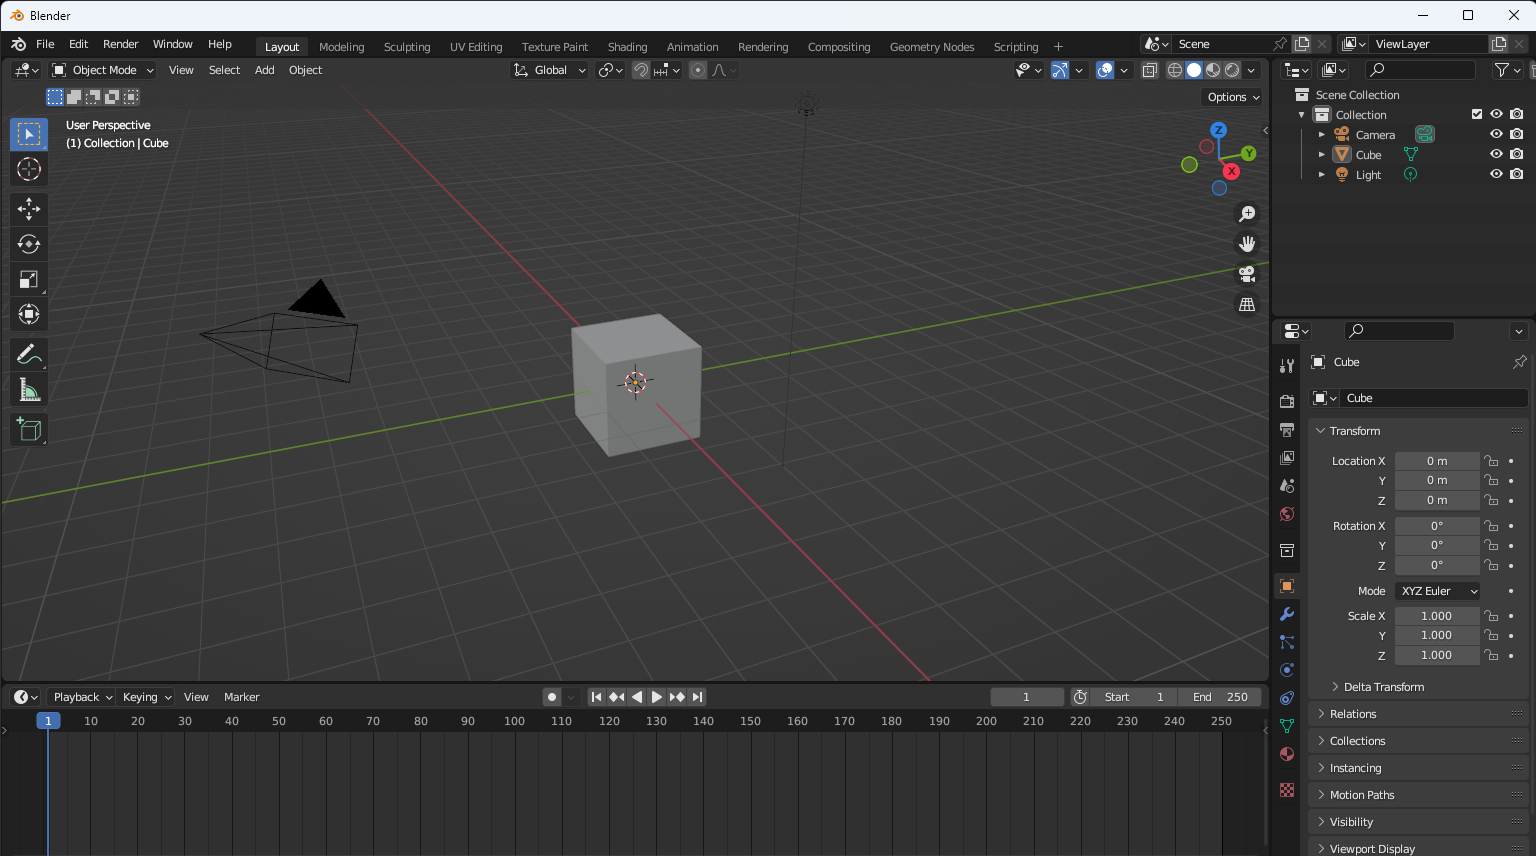 Blender
File Edit Render Window Help Layout Modeling Sculpting UV Editing Texture Paint Shading Animation Rendering Compositing Geometry Nodes Scripting + Scene ViewLayer
Object Mode View Select Add Object Global
Options
User Perspective
(1) Collection | Cube
Z
Y
X
Scene Collection
Collection
Camera
Cube
Light
Cube
Cube
Transform
Location X 0 m
Y 0 m
Z 0 m
Rotation X 0°
Y 0°
Z 0°
Mode XYZ Euler
Scale X 1.000
Y 1.000
Z 1.000
Delta Transform
Relations
Collections
Instancing
Motion Paths
Visibility
Viewport Display
Playback Keying View Marker 1 Start 1 End 250
1 10 20 30 40 50 60 70 80 90 100 110 120 130 140 150 160 170 180 190 200 210 220 230 240 250